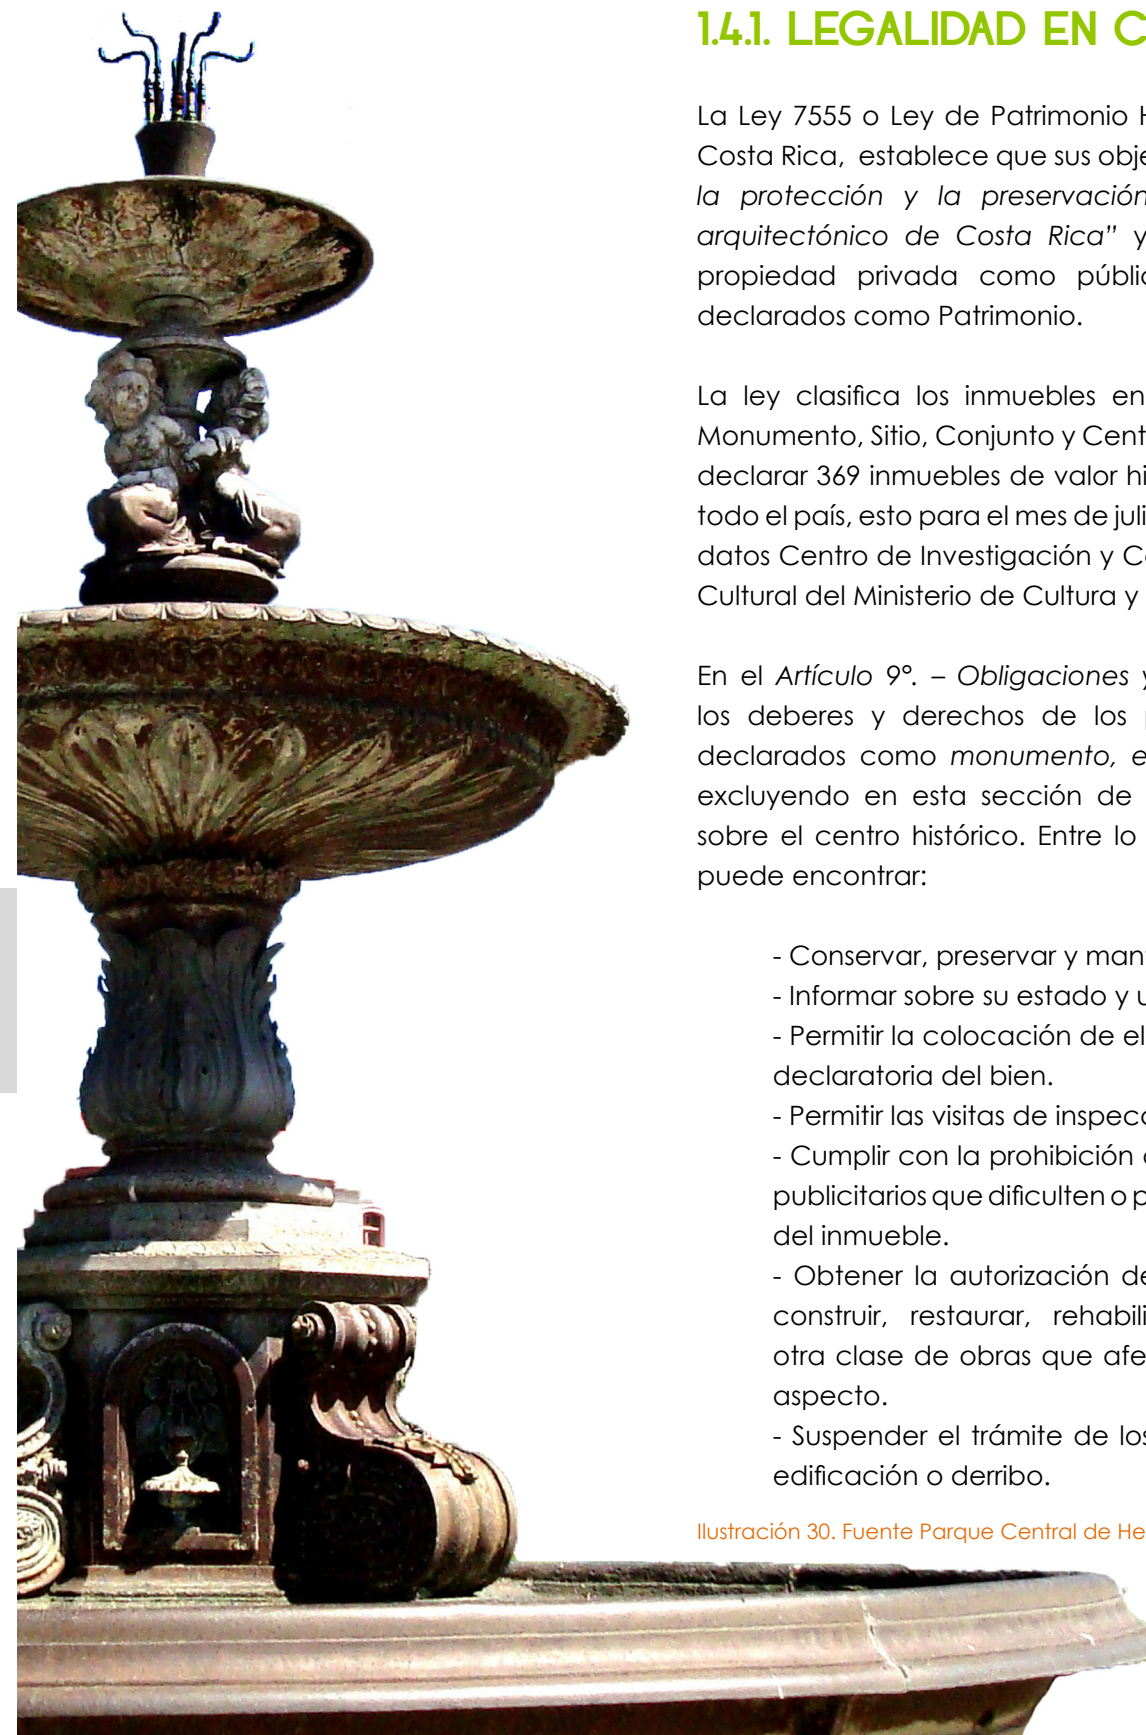 1.4.1. LEGALIDAD EN C
La Ley 7555 o Ley de Patrimonio H
Costa Rica, establece que sus obje
la protección y la preservación
arquitectónico de Costa Rica” y
propiedad privada como públic
declarados como Patrimonio.
La ley clasifica los inmuebles en
Monumento, Sitio, Conjunto y Cent
declarar 369 inmuebles de valor hi
todo el país, esto para el mes de juli
datos Centro de Investigación y Co
Cultural del Ministerio de Cultura y
En el Artículo 9°. – Obligaciones y
los deberes y derechos de los p
declarados como monumento, e
excluyendo en esta sección de
sobre el centro histórico. Entre lo
puede encontrar:
- Conservar, preservar y man
- Informar sobre su estado y u
- Permitir la colocación de el
declaratoria del bien.
- Permitir las visitas de inspecc
- Cumplir con la prohibición
publicitarios que dificulten o p
del inmueble.
- Obtener la autorización de
construir, restaurar, rehabili
otra clase de obras que afe
aspecto.
- Suspender el trámite de los
edificación o derribo.
Ilustración 30. Fuente Parque Central de He